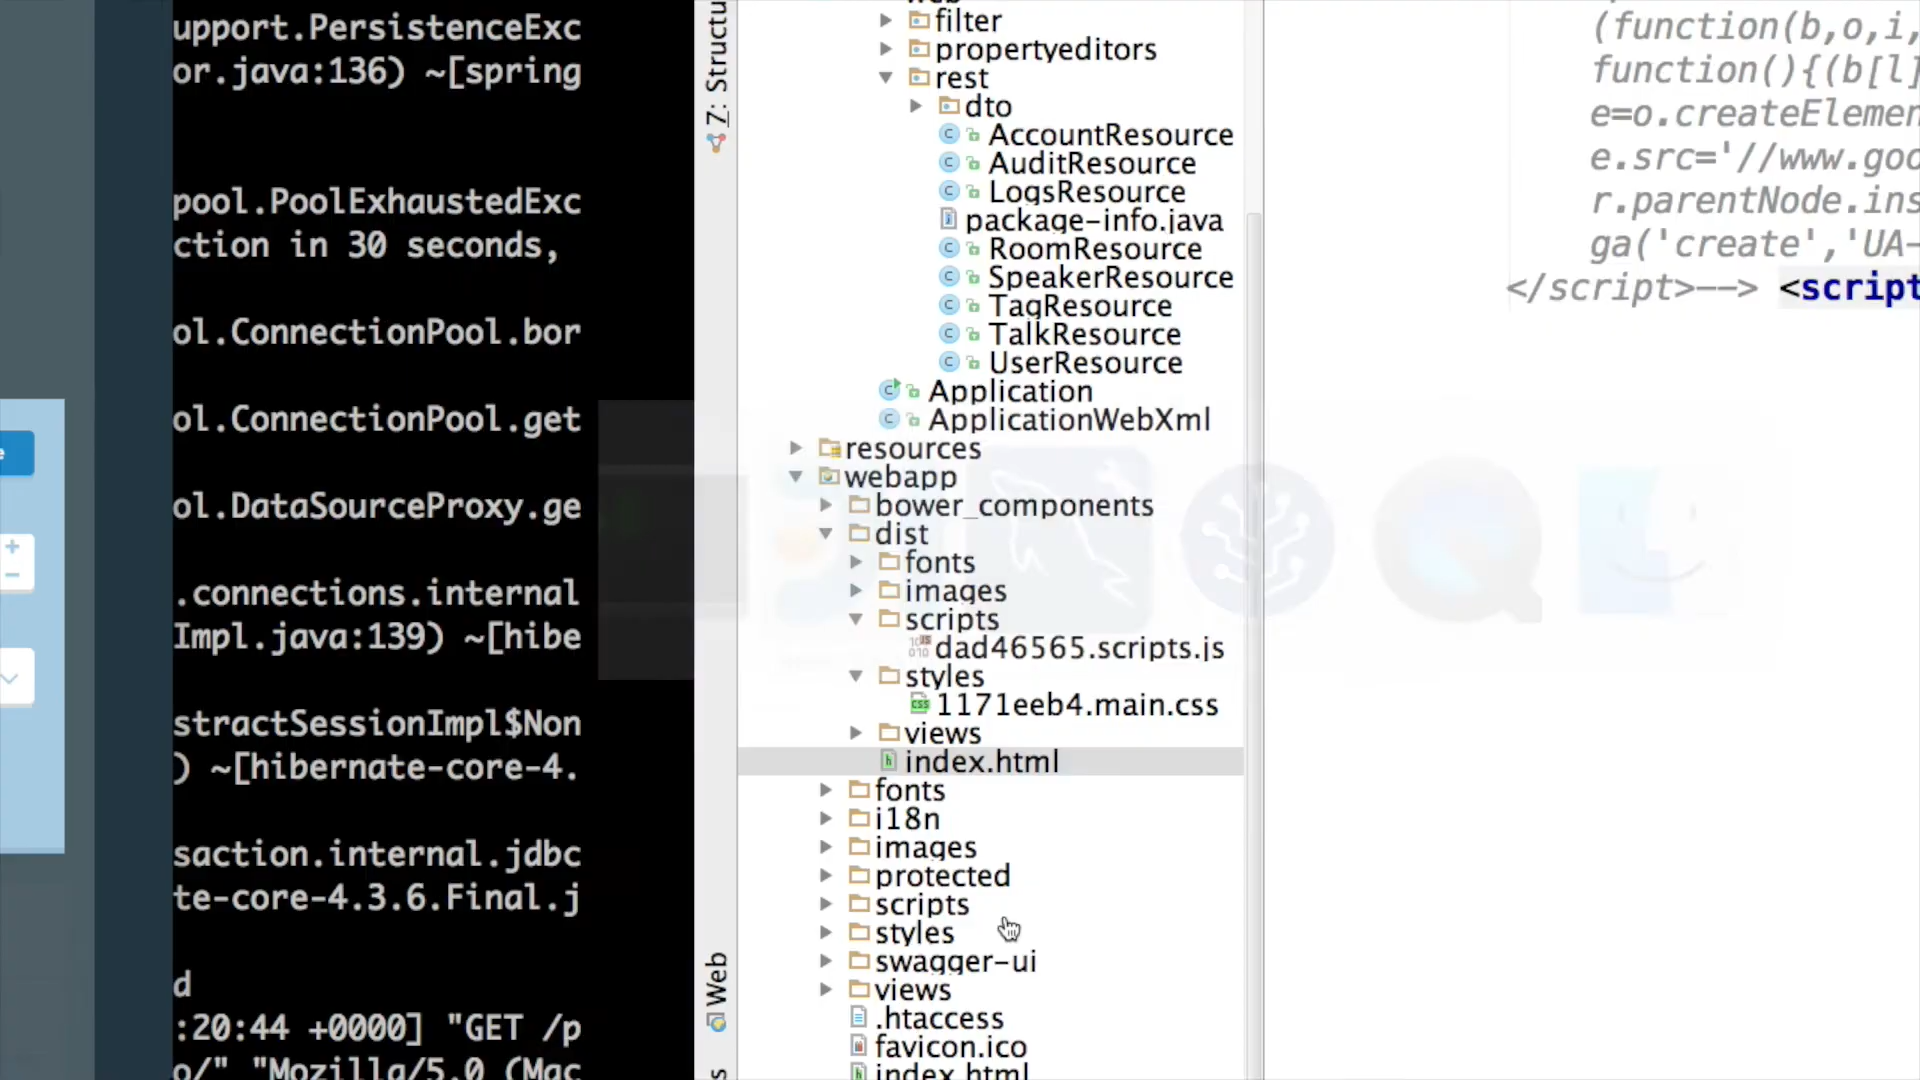 upport.PersistenceExc
or.java:136) ~[spring
pool.PoolExhaustedExc
ction in 30 seconds,
ol.ConnectionPool.bor
ol.ConnectionPool.get
ol.DataSourceProxy.ge
.connections.internal
Impl.java:139) ~[hibe
stractSessionImpl$Non
) ~[hibernate-core-4.
saction.internal.jdbc
te-core-4.3.6.Final.j
d
:20:44 +0000] "GET /p
o/" "Mozilla/5.0 (Mac
Z: Structu
Web
web
filter
propertyeditors
rest
dto
AccountResource
AuditResource
LogsResource
package-info.java
RoomResource
SpeakerResource
TagResource
TalkResource
UserResource
Application
ApplicationWebXml
resources
webapp
bower_components
dist
fonts
images
scripts
dad46565.scripts.js
styles
1171eeb4.main.css
views
index.html
fonts
i18n
images
protected
scripts
styles
swagger-ui
views
.htaccess
favicon.ico
index.html
(function(b,o,i,
function(){(b[l]
e=o.createElemen
e.src='//www.goo
r.parentNode.ins
ga('create','UA-
</script>--> <script